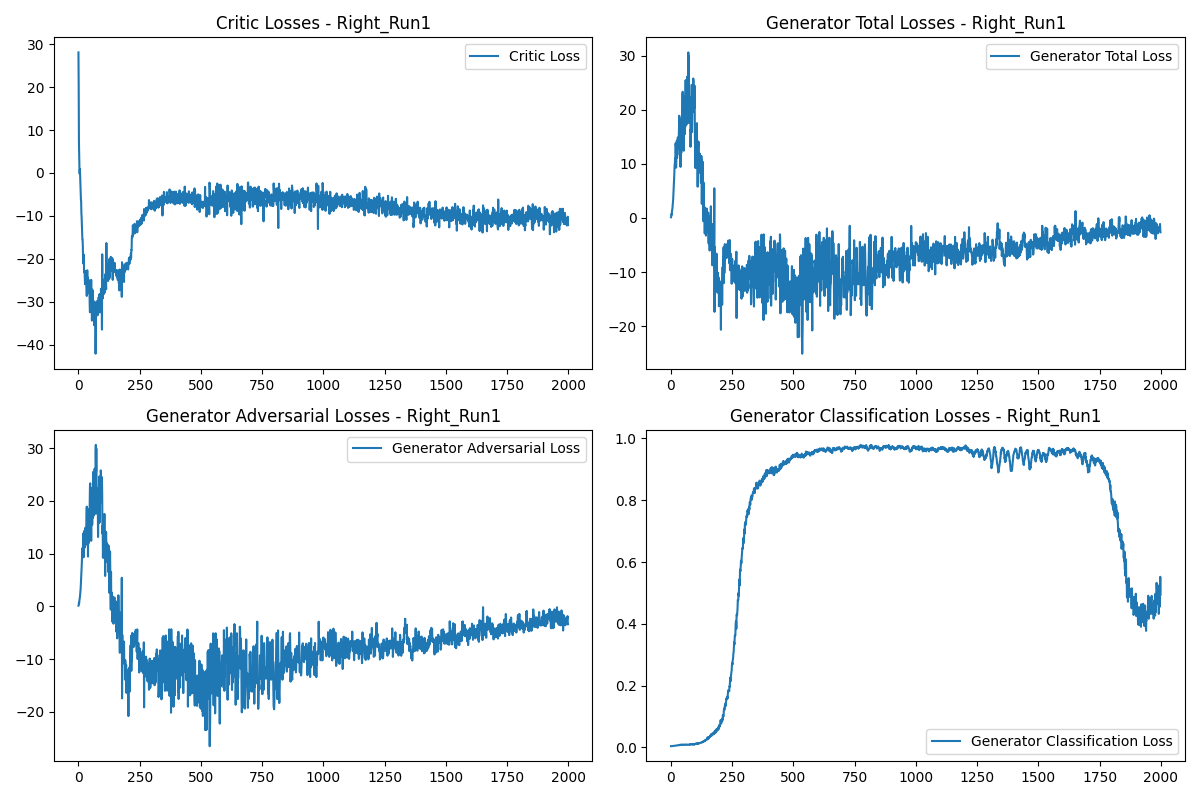 Critic Losses - Right_Run1
30
20
10
0
−10
−20
−30
−40
0 250 500 750 1000 1250 1500 1750 2000
Critic Loss
Generator Total Losses - Right_Run1
30
20
10
0
−10
−20
0 250 500 750 1000 1250 1500 1750 2000
Generator Total Loss
Generator Adversarial Losses - Right_Run1
30
20
10
0
−10
−20
0 250 500 750 1000 1250 1500 1750 2000
Generator Adversarial Loss
Generator Classification Losses - Right_Run1
1.0
0.8
0.6
0.4
0.2
0.0
0 250 500 750 1000 1250 1500 1750 2000
Generator Classification Loss